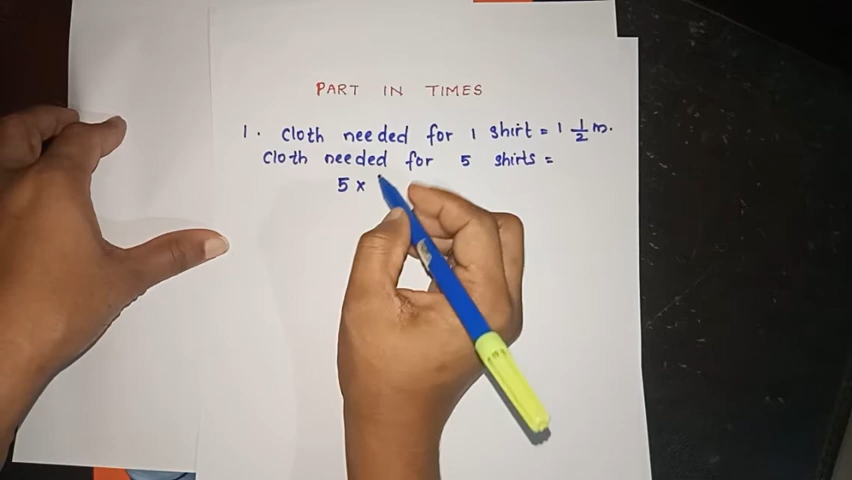 PART IN TIMES
1. Cloth needed for 1 shirt = 1 1/2 m.
Cloth needed for 5 shirts =
5 ×